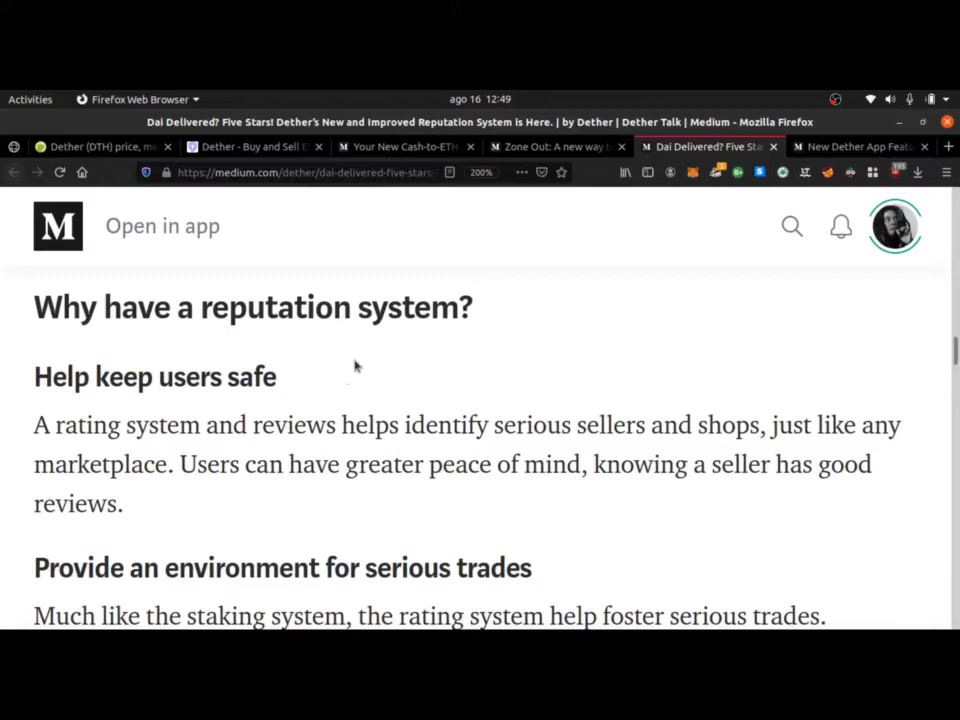 Activities Firefox Web Browser ago 16 12:49
Dai Delivered? Five Stars! Dether's New and Improved Reputation System is Here. | by Dether | Dether Talk | Medium - Mozilla Firefox
Dether (DTH) price, m Dether - Buy and Sell E Your New Cash-to-ETH Zone Out: A new way t Dai Delivered? Five Sta New Dether App Featu
https://medium.com/dether/dai-delivered-five-stars- 200% 195
M Open in app
Why have a reputation system?
Help keep users safe
A rating system and reviews helps identify serious sellers and shops, just like any
marketplace. Users can have greater peace of mind, knowing a seller has good
reviews.
Provide an environment for serious trades
Much like the staking system, the rating system help foster serious trades.